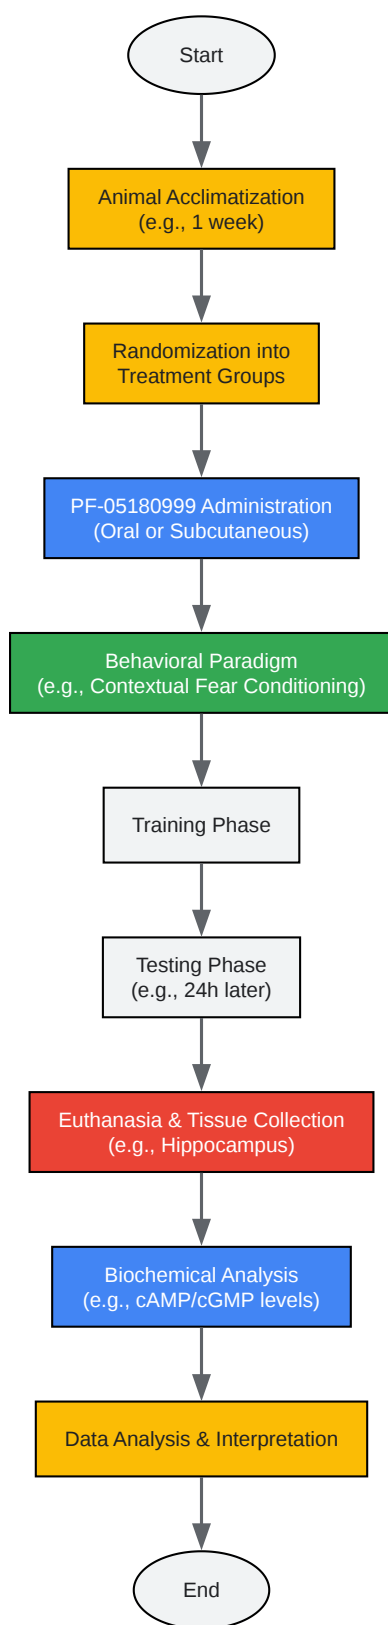 Start
Animal Acclimatization
(e.g., 1 week)
Randomization into
Treatment Groups
PF-05180999 Administration
(Oral or Subcutaneous)
Behavioral Paradigm
(e.g., Contextual Fear Conditioning)
Training Phase
Testing Phase
(e.g., 24h later)
Euthanasia & Tissue Collection
(e.g., Hippocampus)
Biochemical Analysis
(e.g., cAMP/cGMP levels)
Data Analysis & Interpretation
End